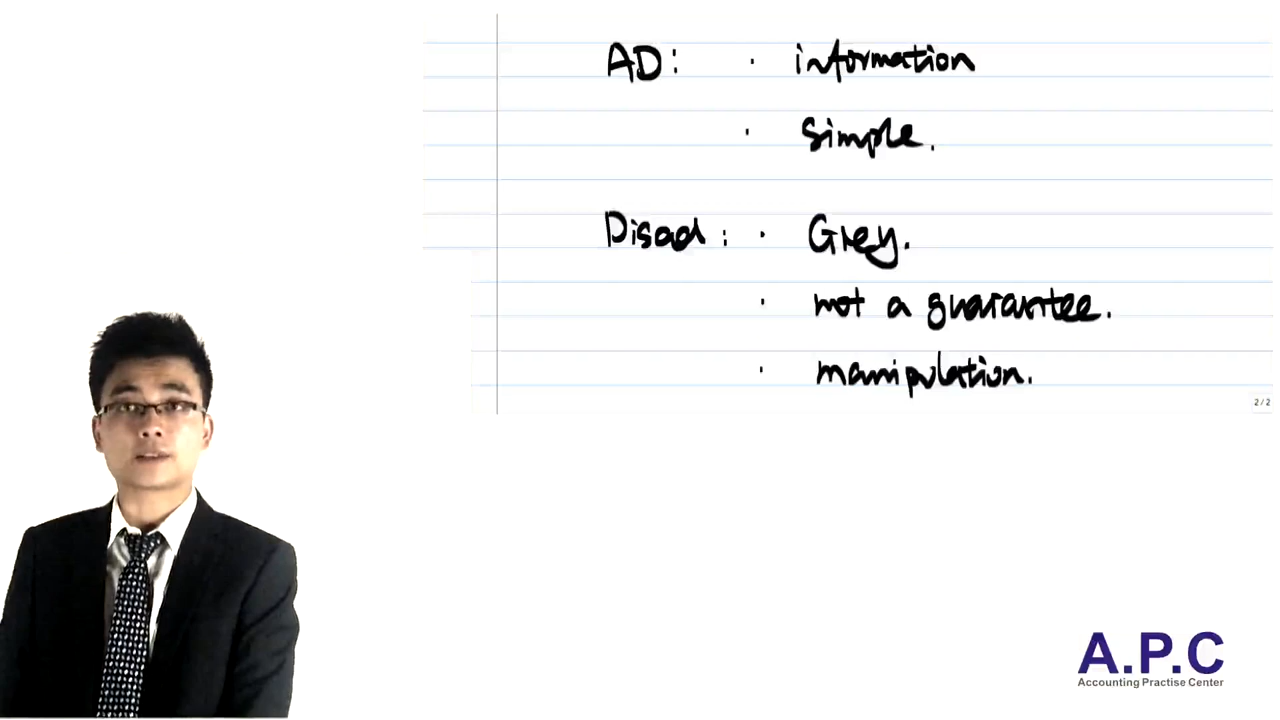 AD: · information
· simple.
Disad: · Grey.
· not a guarantee.
· manipulation.
2/2
A.P.C
Accounting Practise Center